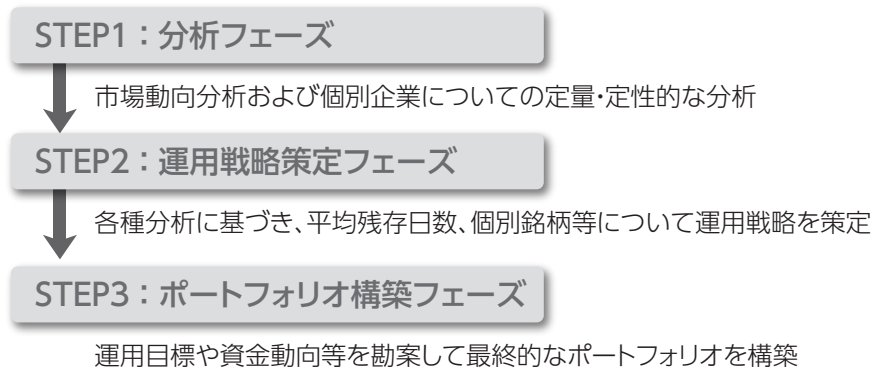 STEP1：分析フェーズ
市場動向分析および個別企業についての定量・定性的な分析
STEP2：運用戦略策定フェーズ
各種分析に基づき、平均残存日数、個別銘柄等について運用戦略を策定
STEP3：ポートフォリオ構築フェーズ
運用目標や資金動向等を勘案して最終的なポートフォリオを構築